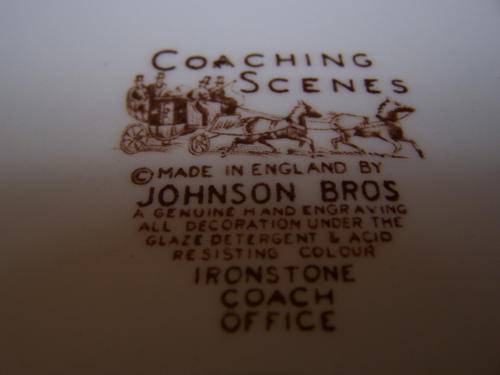 COACHING
SCENES
© MADE IN ENGLAND BY
JOHNSON BROS
A GENUINE HAND ENGRAVING
ALL DECORATION UNDER THE
GLAZE DETERGENT & ACID
RESISTING COLOUR
IRONSTONE
COACH
OFFICE